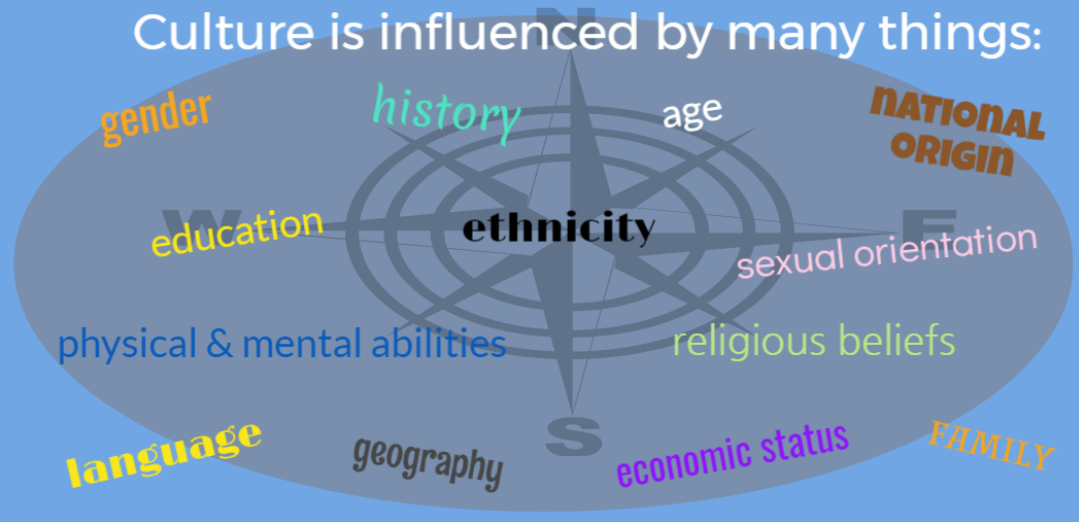 N
Culture is influenced by many things:
gender
history
age
NATIONAL
ORIGIN
W
education
ethnicity
E
sexual orientation
physical & mental abilities
religious beliefs
S
language
geography
economic status
FAMILY